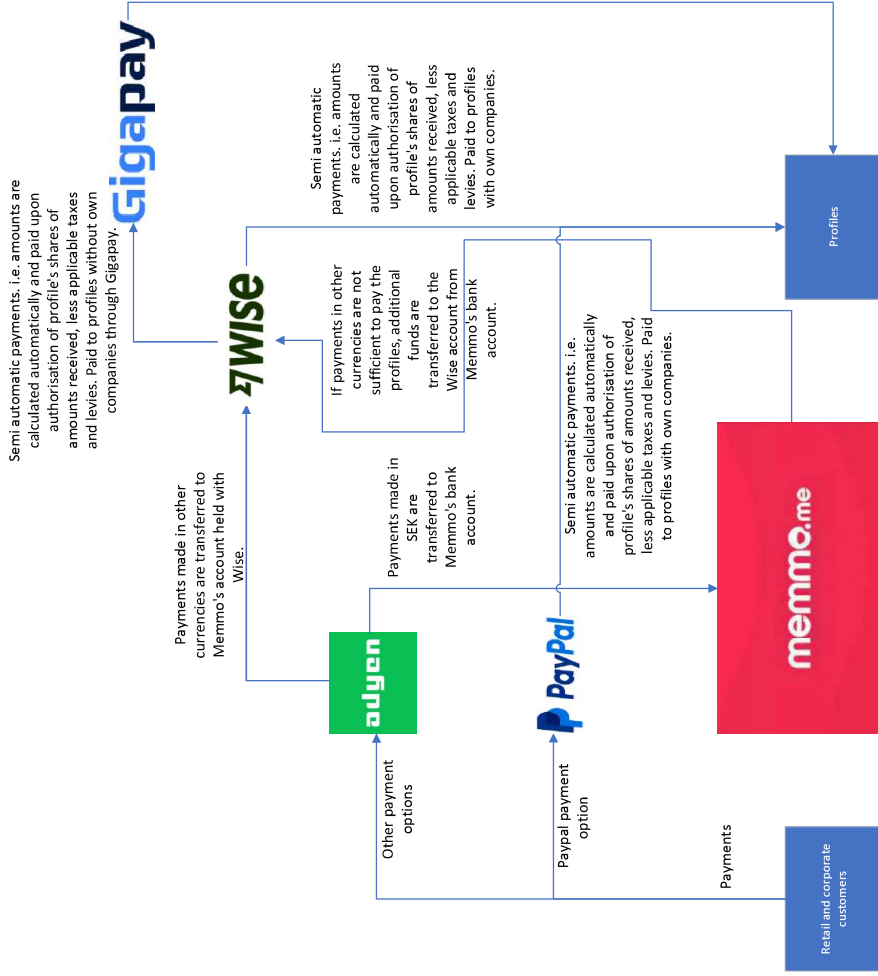 Retail and corporate
customers
Payments
Other payment
options
Paypal payment
option
adyen
PayPal
memmo.me
Payments made in other
currencies are transferred to
Memmo's account held with
Wise.
Payments made in
SEK are
transferred to
Memmo's bank
account.
WISE
If payments in other
currencies are not
sufficient to pay the
profiles, additional
funds are
transferred to the
Wise account from
Memmo's bank
account.
Semi automatic payments. i.e.
amounts are calculated automatically
and paid upon authorisation of
profile's shares of amounts received,
less applicable taxes and levies. Paid
to profiles with own companies.
Semi automatic payments. i.e. amounts are
calculated automatically and paid upon
authorisation of profile's shares of
amounts received, less applicable taxes
and levies. Paid to profiles without own
companies through Gigapay.
Gigapay
Semi automatic
payments. i.e. amounts
are calculated
automatically and paid
upon authorisation of
profile's shares of
amounts received, less
applicable taxes and
levies. Paid to profiles
with own companies.
Profiles